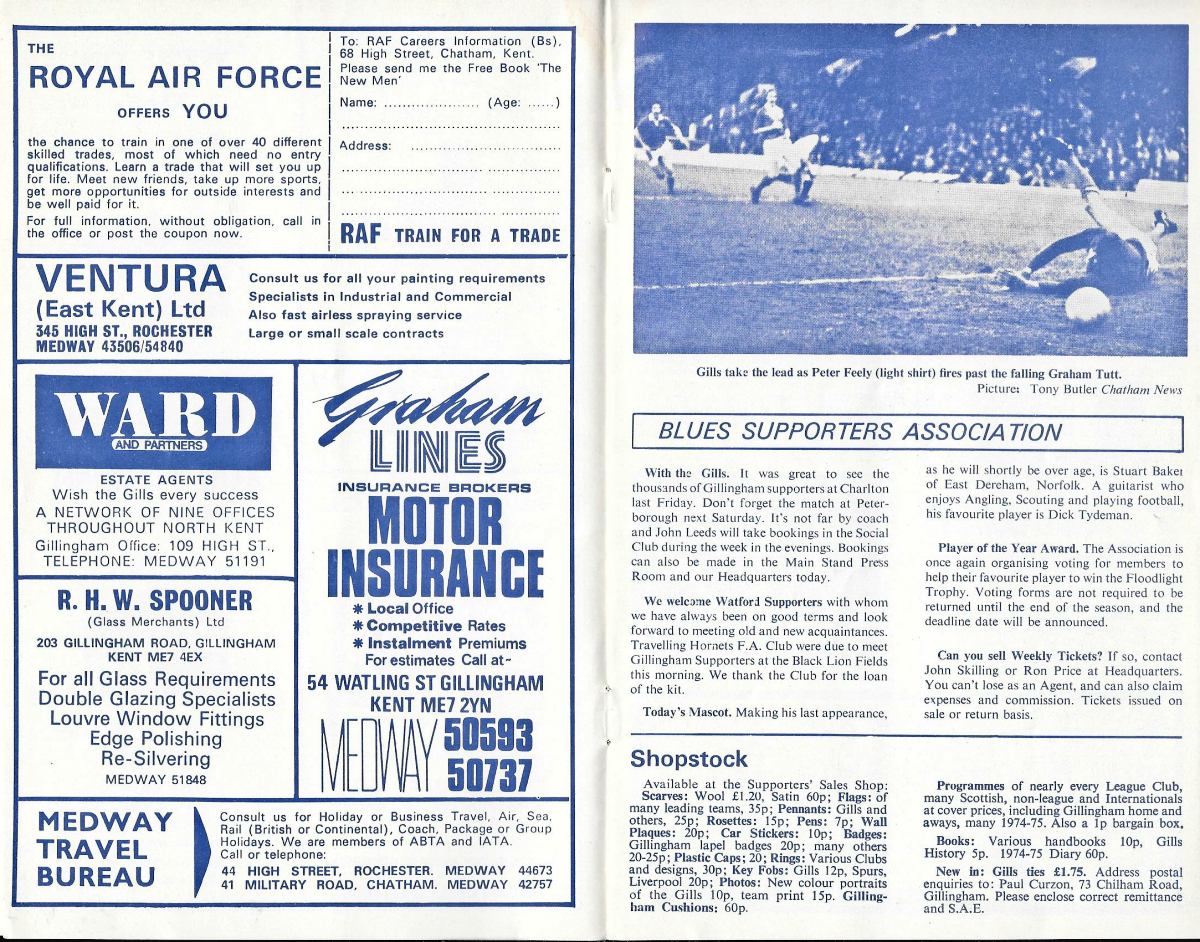 THE
ROYAL AIR FORCE
OFFERS YOU
the chance to train in one of over 40 different
skilled trades, most of which need no entry
qualifications. Learn a trade that will set you up
for life. Meet new friends, take up more sports,
get more opportunities for outside interests and
be well paid for it.
For full information, without obligation, call in
the office or post the coupon now.
To: RAF Careers Information (Bs),
68 High Street, Chatham, Kent.
Please send me the Free Book 'The
New Men'
Name: .................... (Age: ......)
Address:
RAF TRAIN FOR A TRADE
VENTURA
(East Kent) Ltd
345 HIGH ST., ROCHESTER
MEDWAY 43506/54840
Consult us for all your painting requirements
Specialists in Industrial and Commercial
Also fast airless spraying service
Large or small scale contracts
WARD
AND PARTNERS
ESTATE AGENTS
Wish the Gills every success
A NETWORK OF NINE OFFICES
THROUGHOUT NORTH KENT
Gillingham Office: 109 HIGH ST.,
TELEPHONE: MEDWAY 51191
R. H. W. SPOONER
(Glass Merchants) Ltd
203 GILLINGHAM ROAD, GILLINGHAM
KENT ME7 4EX
For all Glass Requirements
Double Glazing Specialists
Louvre Window Fittings
Edge Polishing
Re-Silvering
MEDWAY 51848
Graham
LINES
INSURANCE BROKERS
MOTOR
INSURANCE
* Local Office
* Competitive Rates
* Instalment Premiums
For estimates Call at-
54 WATLING ST GILLINGHAM
KENT ME7 2YN
MEDWAY 50593
50737
MEDWAY
TRAVEL
BUREAU
Consult us for Holiday or Business Travel, Air, Sea,
Rail (British or Continental), Coach, Package or Group
Holidays. We are members of ABTA and IATA.
Call or telephone:
44 HIGH STREET, ROCHESTER. MEDWAY 44673
41 MILITARY ROAD, CHATHAM. MEDWAY 42757
Gills take the lead as Peter Feely (light shirt) fires past the falling Graham Tutt.
Picture: Tony Butler Chatham News
BLUES SUPPORTERS ASSOCIATION
With the Gills. It was great to see the
thousands of Gillingham supporters at Charlton
last Friday. Don't forget the match at Peter-
borough next Saturday. It's not far by coach
and John Leeds will take bookings in the Social
Club during the week in the evenings. Bookings
can also be made in the Main Stand Press
Room and our Headquarters today.
We welcome Watford Supporters with whom
we have always been on good terms and look
forward to meeting old and new acquaintances.
Travelling Hornets F.A. Club were due to meet
Gillingham Supporters at the Black Lion Fields
this morning. We thank the Club for the loan
of the kit.
Today's Mascot. Making his last appearance,
as he will shortly be over age, is Stuart Baker
of East Dereham, Norfolk. A guitarist who
enjoys Angling, Scouting and playing football,
his favourite player is Dick Tydeman.
Player of the Year Award. The Association is
once again organising voting for members to
help their favourite player to win the Floodlight
Trophy. Voting forms are not required to be
returned until the end of the season, and the
deadline date will be announced.
Can you sell Weekly Tickets? If so, contact
John Skilling or Ron Price at Headquarters.
You can't lose as an Agent, and can also claim
expenses and commission. Tickets issued on
sale or return basis.
Shopstock
Available at the Supporters' Sales Shop:
Scarves: Wool £1.20, Satin 60p; Flags: of
many leading teams, 35p; Pennants: Gills and
others, 25p; Rosettes: 15p; Pens: 7p; Wall
Plaques: 20p; Car Stickers: 10p; Badges:
Gillingham lapel badges 20p; many others
20-25p; Plastic Caps; 20; Rings: Various Clubs
and designs, 30p; Key Fobs: Gills 12p, Spurs,
Liverpool 20p; Photos: New colour portraits
of the Gills 10p, team print 15p. Gilling-
ham Cushions: 60p.
Programmes of nearly every League Club,
many Scottish, non-league and Internationals
at cover prices, including Gillingham home and
aways, many 1974-75. Also a 1p bargain box.
Books: Various handbooks 10p, Gills
History 5p. 1974-75 Diary 60p.
New in: Gills ties £1.75. Address postal
enquiries to: Paul Curzon, 73 Chilham Road,
Gillingham. Please enclose correct remittance
and S.A.E.